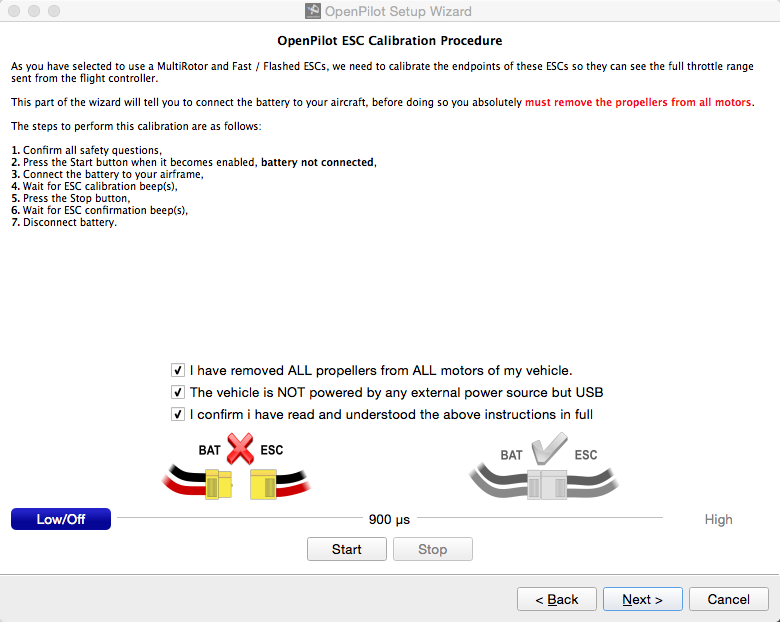 OpenPilot Setup Wizard
OpenPilot ESC Calibration Procedure
As you have selected to use a MultiRotor and Fast / Flashed ESCs, we need to calibrate the endpoints of these ESCs so they can see the full throttle range
sent from the flight controller.
This part of the wizard will tell you to connect the battery to your aircraft, before doing so you absolutely must remove the propellers from all motors.
The steps to perform this calibration are as follows:
1. Confirm all safety questions,
2. Press the Start button when it becomes enabled, battery not connected,
3. Connect the battery to your airframe,
4. Wait for ESC calibration beep(s),
5. Press the Stop button,
6. Wait for ESC confirmation beep(s),
7. Disconnect battery.
I have removed ALL propellers from ALL motors of my vehicle.
The vehicle is NOT powered by any external power source but USB
I confirm i have read and understood the above instructions in full
BAT ESC BAT ESC
Low/Off 900 µs High
Start Stop
< Back Next > Cancel